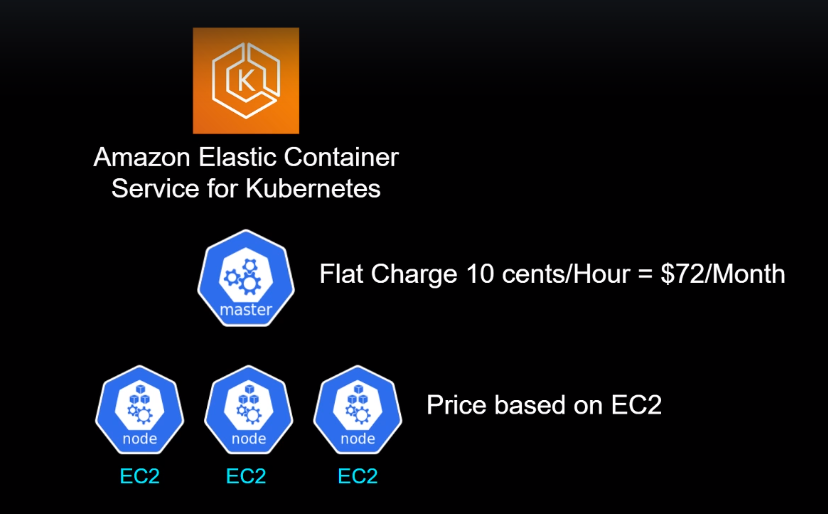 K
Amazon Elastic Container
Service for Kubernetes
master
Flat Charge 10 cents/Hour = $72/Month
node
node
node
Price based on EC2
EC2
EC2
EC2